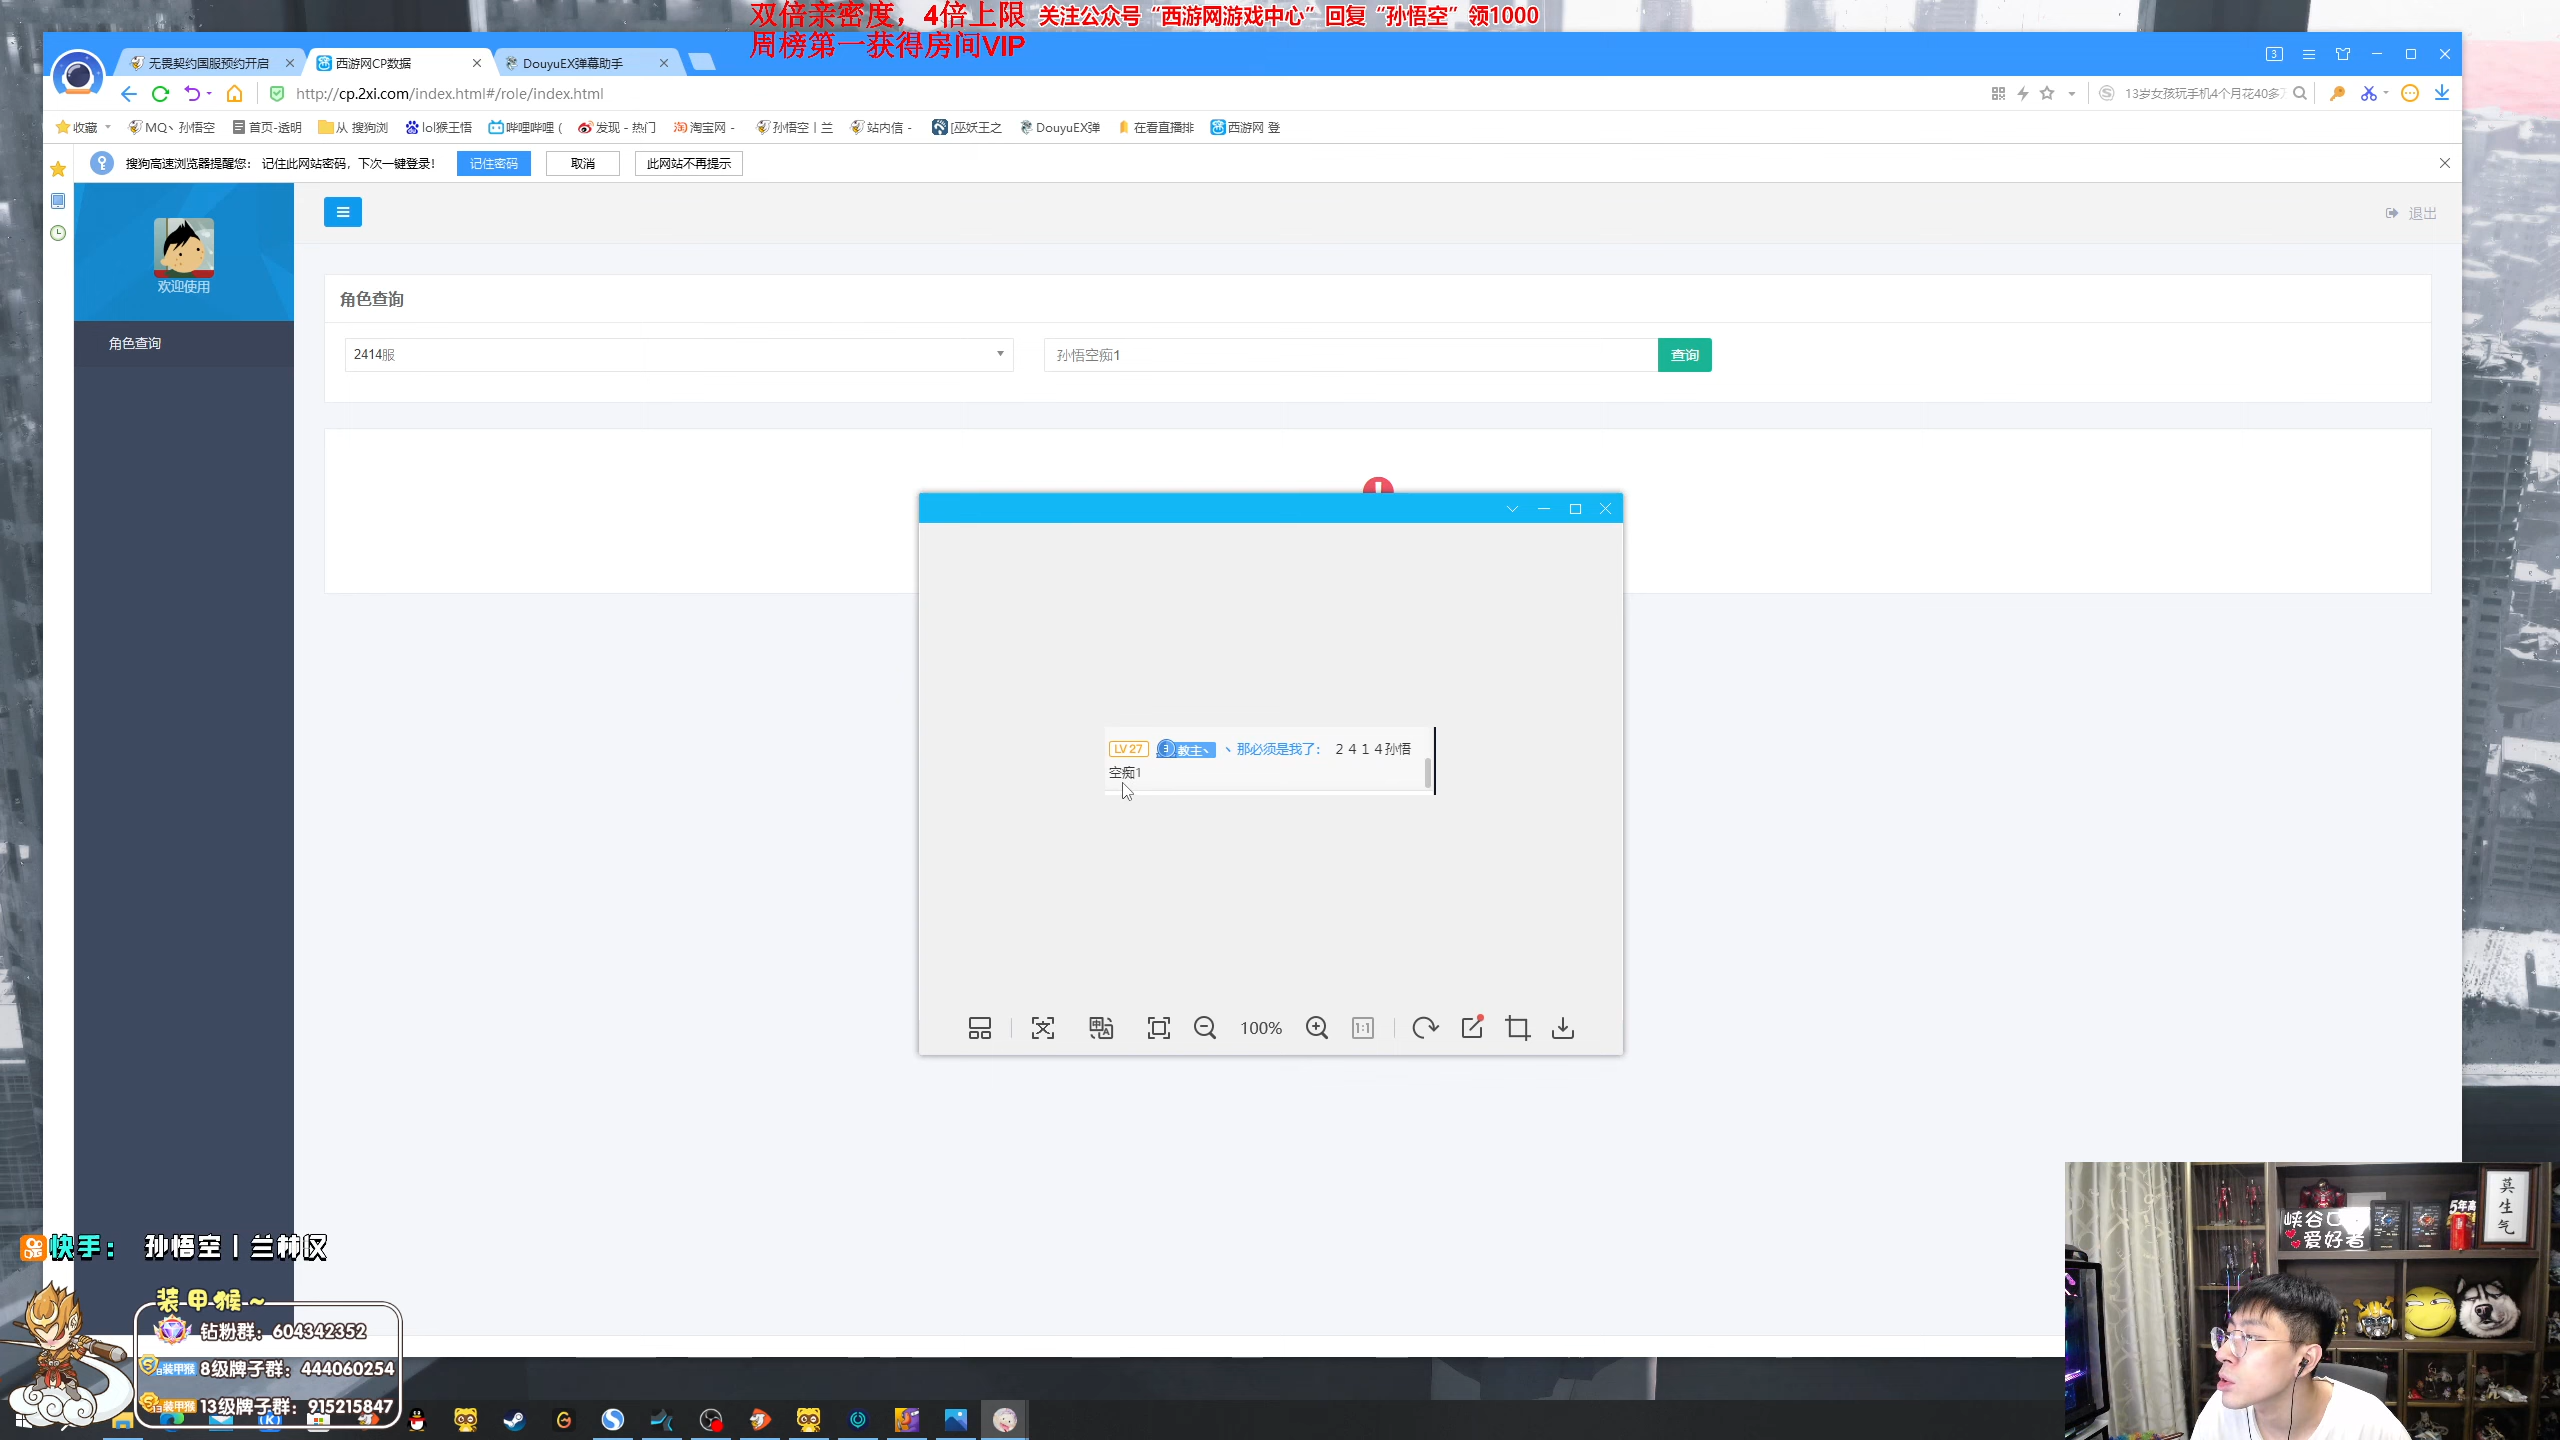 双倍亲密度，4倍上限
关注公众号“西游网游戏中心”回复“孙悟空”领1000
周榜第一获得房间VIP
无畏契约国服预约开启
西游网CP数据
DouyuEX弹幕助手
3
http://cp.2xi.com/index.html#/role/index.html
13岁女孩玩手机4个月花40多
收藏
MQ丶孙悟空
首页-透明
从 搜狗浏
lol猴王悟
哔哩哔哩 (
发现 - 热门
淘宝网 -
孙悟空丨兰
站内信 -
[巫妖王之
DouyuEX弹
在看直播排
西游网 登
搜狗高速浏览器提醒您： 记住此网站密码，下次一键登录！
记住密码
取消
此网站不再提示
欢迎使用
退出
角色查询
角色查询
2414服
孙悟空痴1
查询
LV 27 3 教主丶 丶那必须是我了： ２４１４孙悟
空痴1
100%
1:1
快手： 孙悟空丨兰林汉
装甲猴~
钻粉群：604342352
8级牌子群：444060254
13级牌子群：915215847
峡谷口
爱好者
5年高
莫
生
气